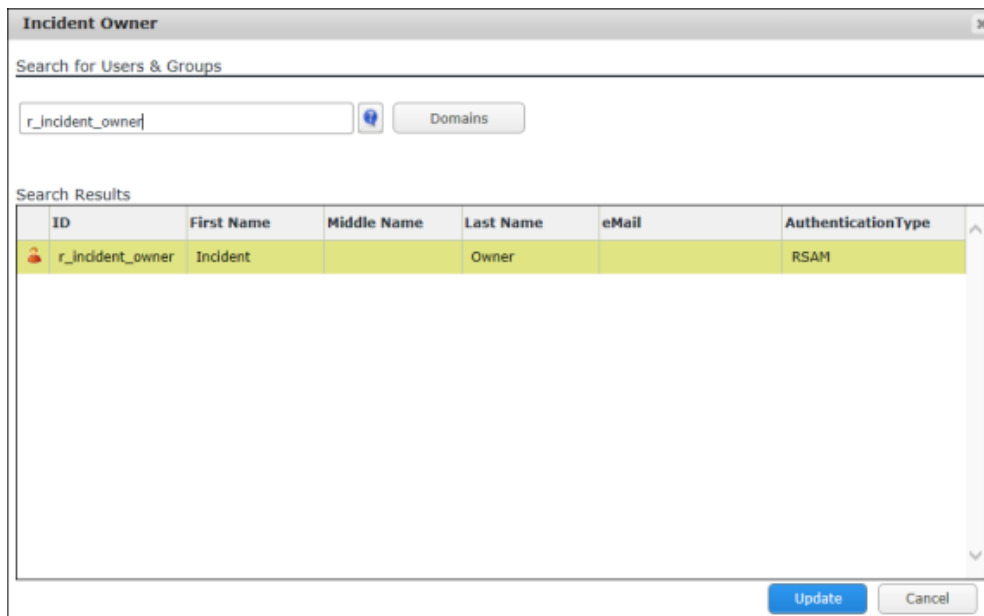 Incident Owner
Search for Users & Groups
r_incident_owner
Domains
Search Results
ID First Name Middle Name Last Name eMail AuthenticationType
r_incident_owner Incident Owner RSAM
Update Cancel